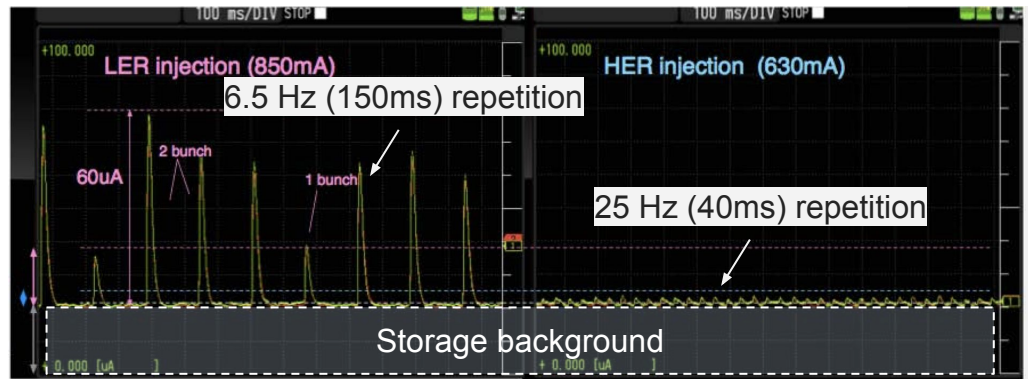 100 ms/DIV STOP
+100.000
LER injection (850mA)
6.5 Hz (150ms) repetition
2 bunch
60uA
1 bunch
+ 0.000 [uA ]
100 ms/DIV STOP
+100.000
HER injection (630mA)
25 Hz (40ms) repetition
+ 0.000 [uA ]
Storage background